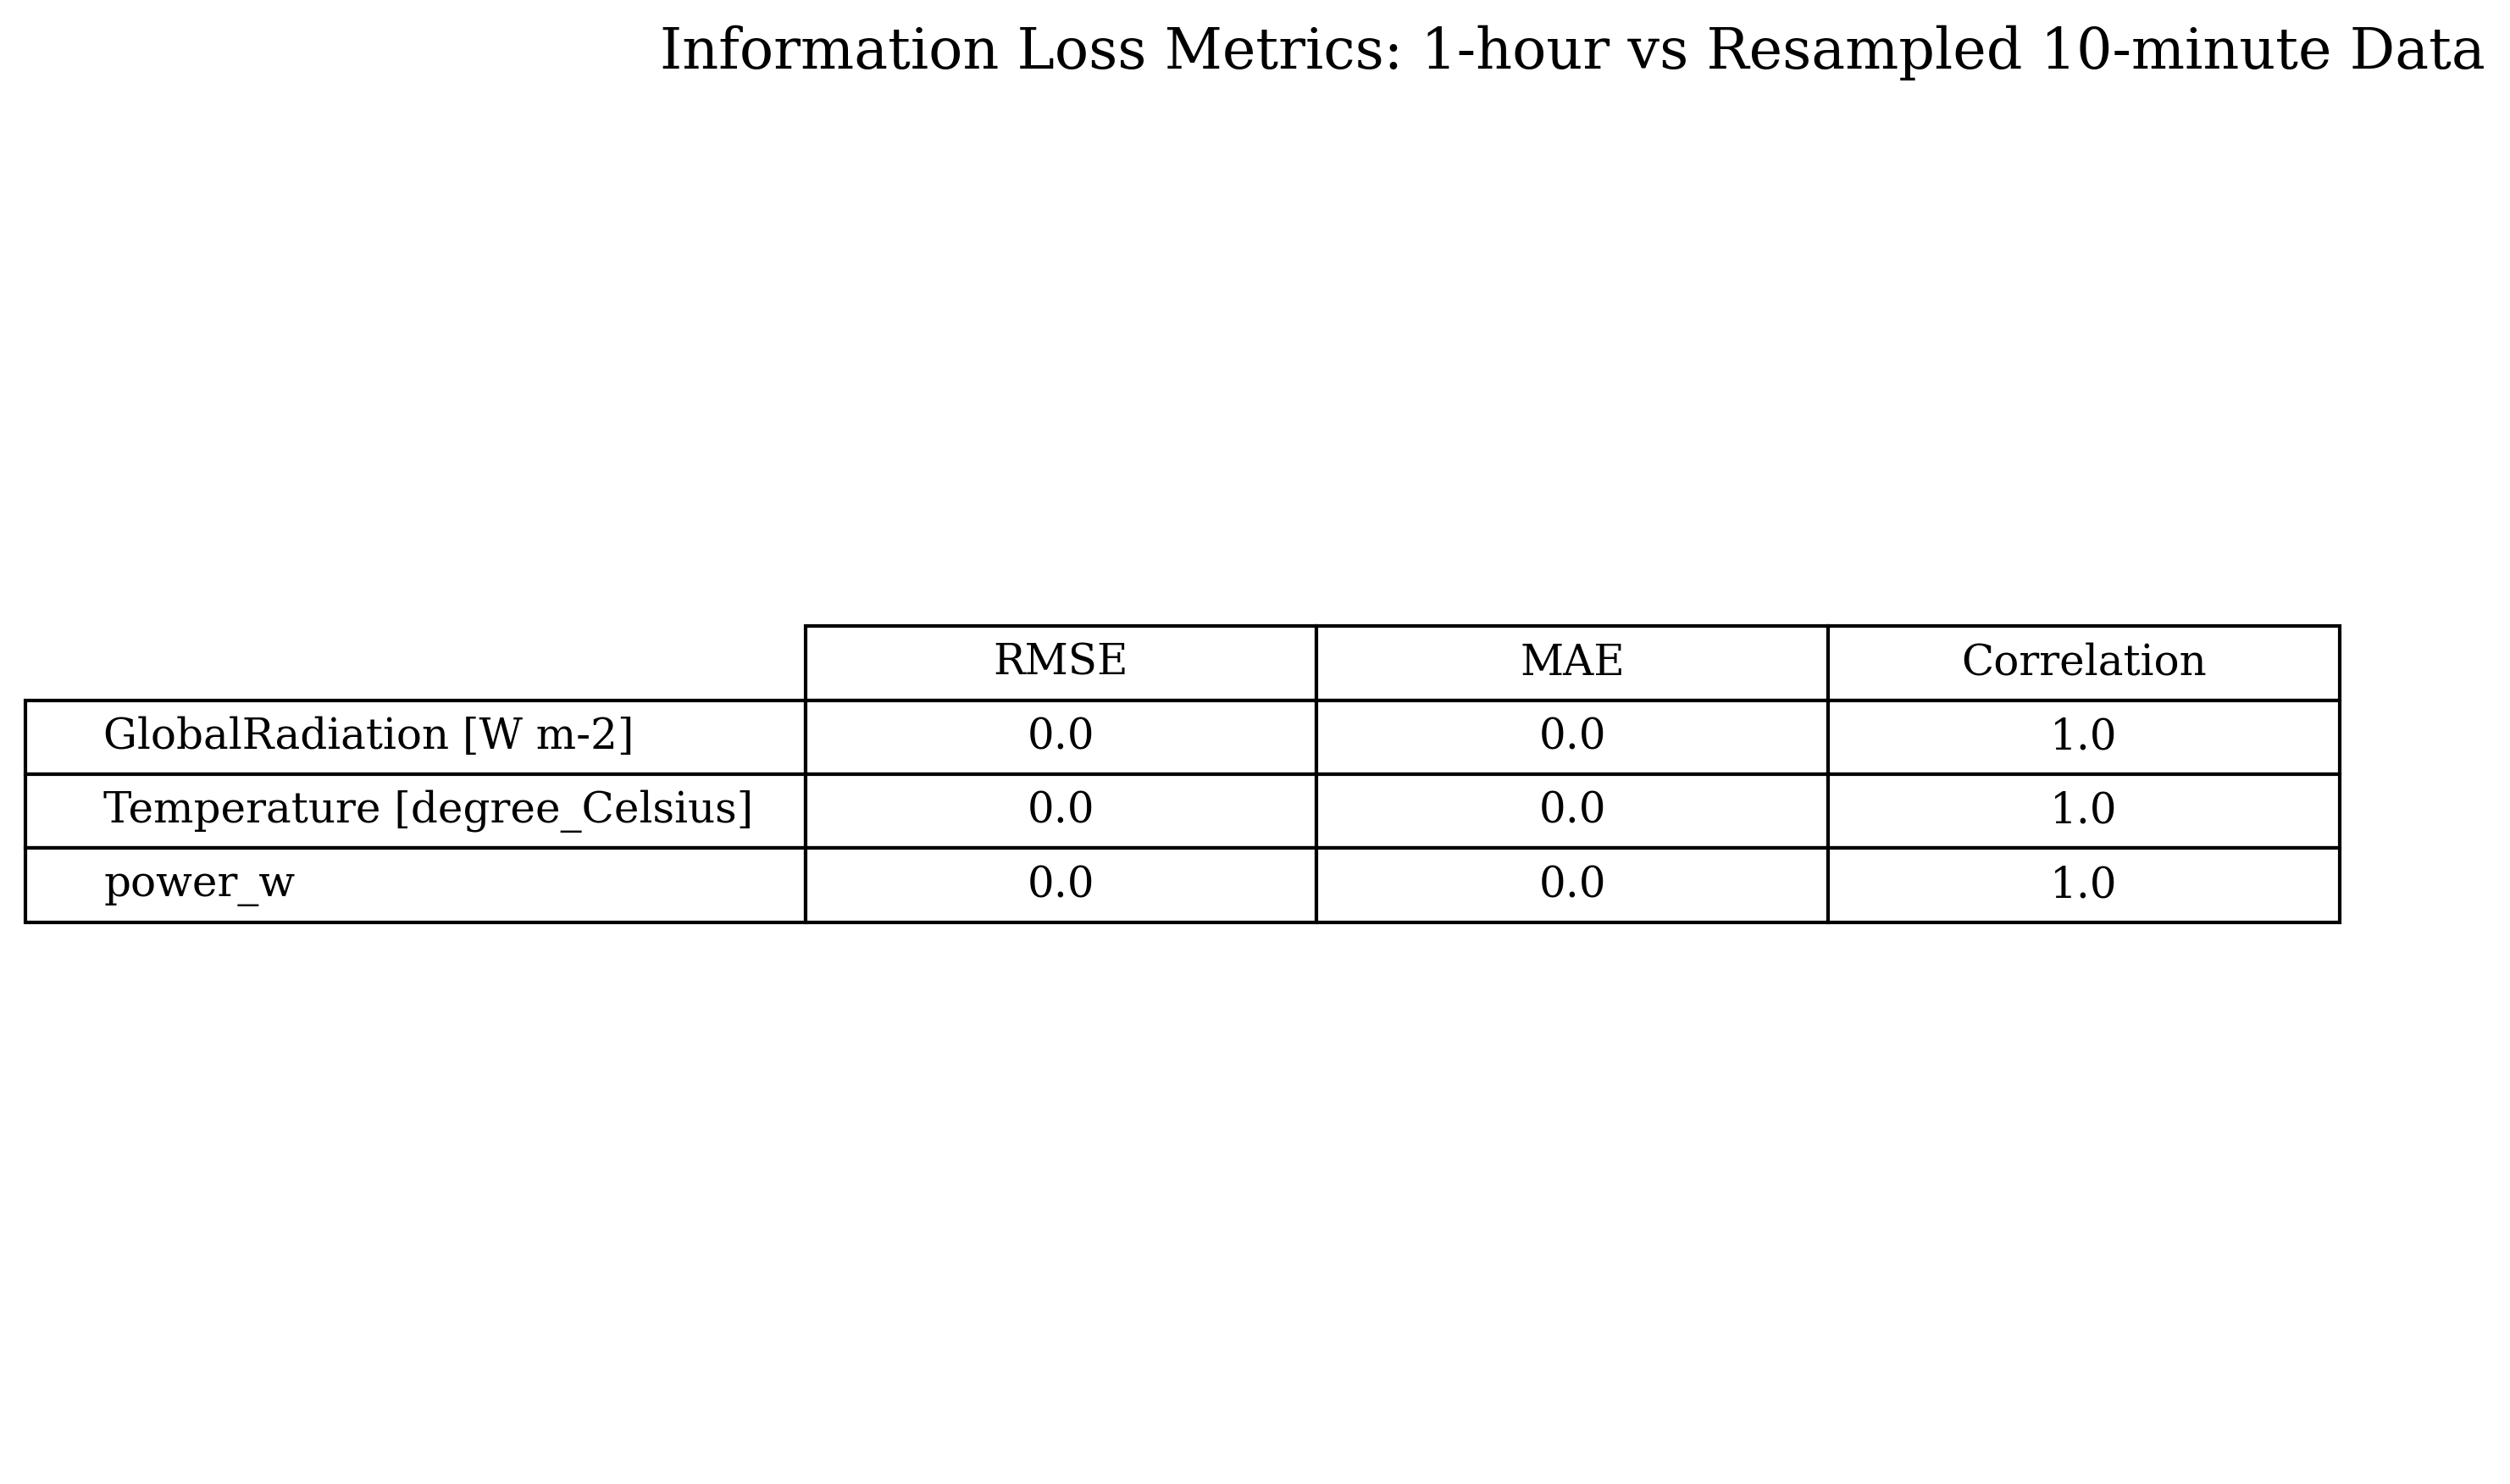 Information Loss Metrics: 1-hour vs Resampled 10-minute Data
RMSE MAE Correlation
GlobalRadiation [W m-2] 0.0 0.0 1.0
Temperature [degree_Celsius] 0.0 0.0 1.0
power_w 0.0 0.0 1.0